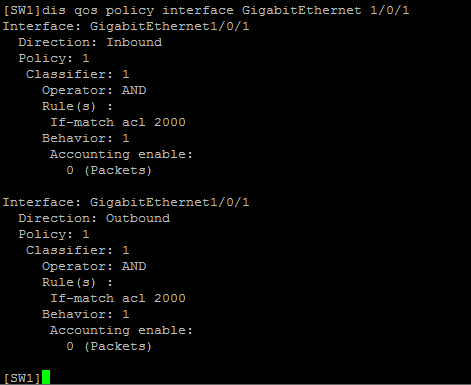 [SW1]dis qos policy interface GigabitEthernet 1/0/1
Interface: GigabitEthernet1/0/1
  Direction: Inbound
  Policy: 1
   Classifier: 1
     Operator: AND
     Rule(s) :
      If-match acl 2000
     Behavior: 1
      Accounting enable:
        0 (Packets)

Interface: GigabitEthernet1/0/1
  Direction: Outbound
  Policy: 1
   Classifier: 1
     Operator: AND
     Rule(s) :
      If-match acl 2000
     Behavior: 1
      Accounting enable:
        0 (Packets)

[SW1]